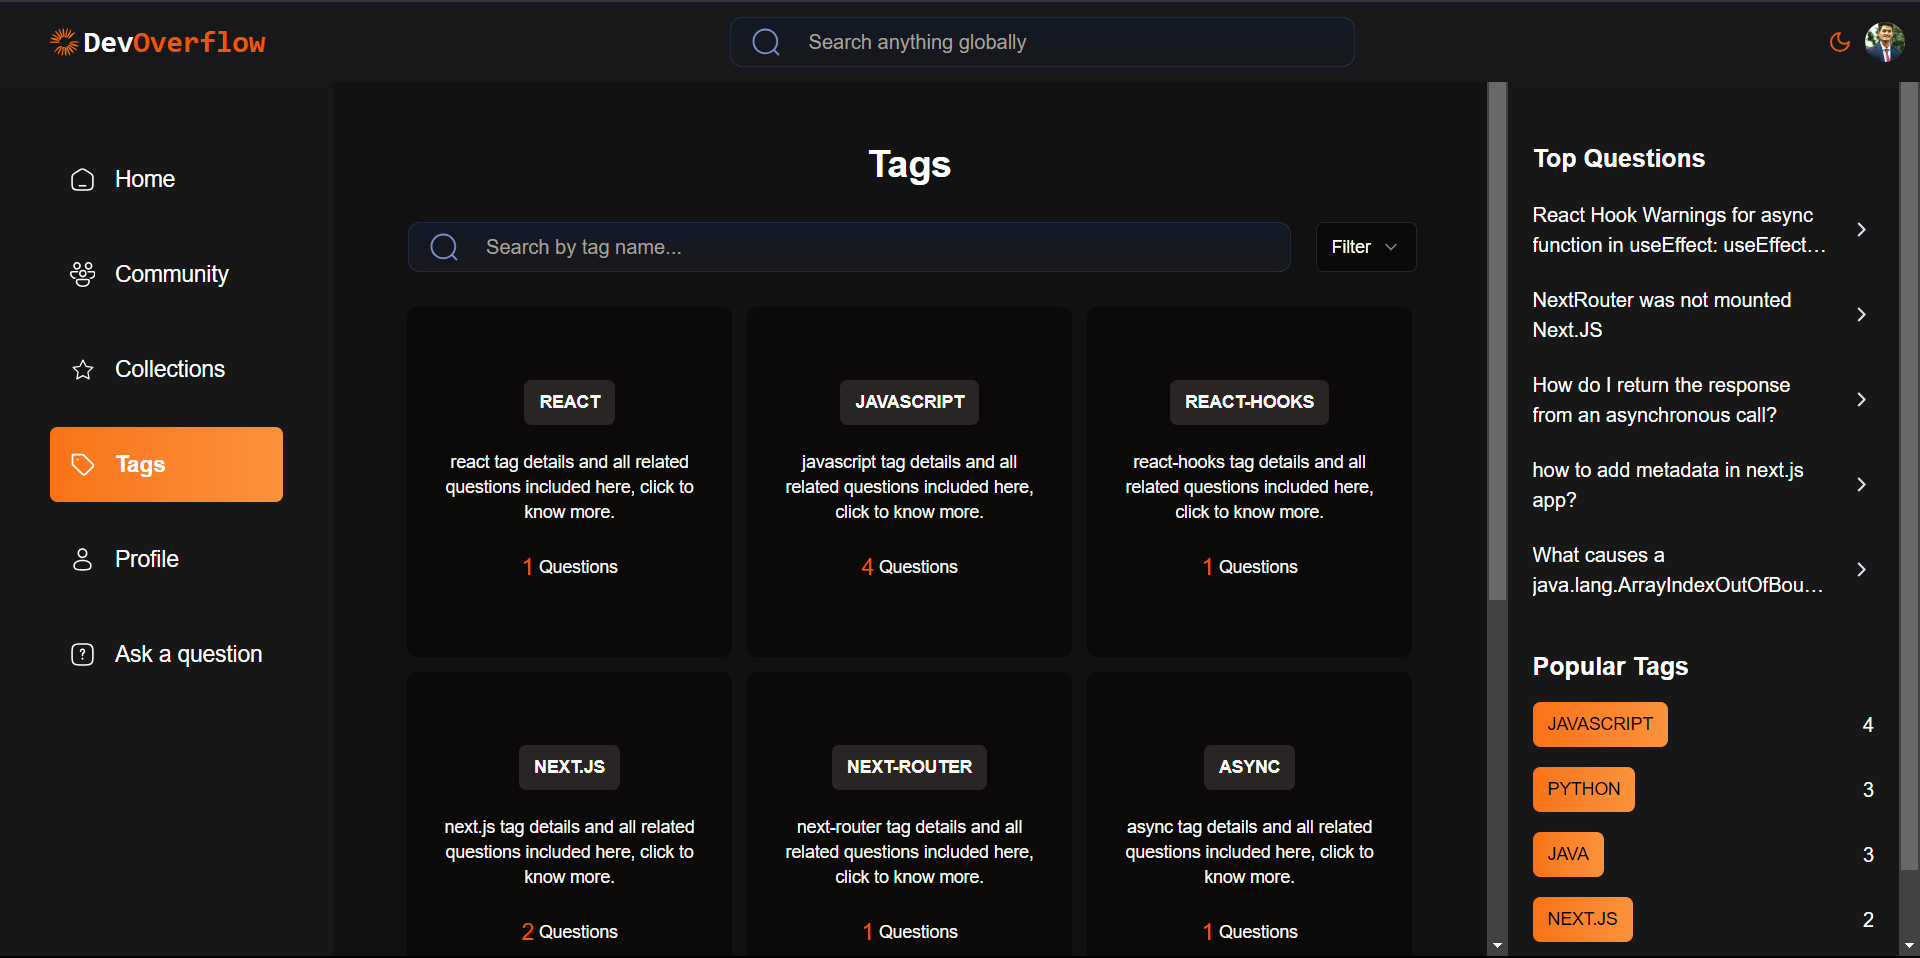 DevOverflow
Search anything globally
Home
Community
Collections
Tags
Profile
Ask a question
Tags
Search by tag name...
Filter
REACT
react tag details and all related
questions included here, click to
know more.
1 Questions
JAVASCRIPT
javascript tag details and all
related questions included here,
click to know more.
4 Questions
REACT-HOOKS
react-hooks tag details and all
related questions included here,
click to know more.
1 Questions
NEXT.JS
next.js tag details and all related
questions included here, click to
know more.
2 Questions
NEXT-ROUTER
next-router tag details and all
related questions included here,
click to know more.
1 Questions
ASYNC
async tag details and all related
questions included here, click to
know more.
1 Questions
Top Questions
React Hook Warnings for async
function in useEffect: useEffect...
NextRouter was not mounted
Next.JS
How do I return the response
from an asynchronous call?
how to add metadata in next.js
app?
What causes a
java.lang.ArrayIndexOutOfBou...
Popular Tags
JAVASCRIPT 4
PYTHON 3
JAVA 3
NEXT.JS 2